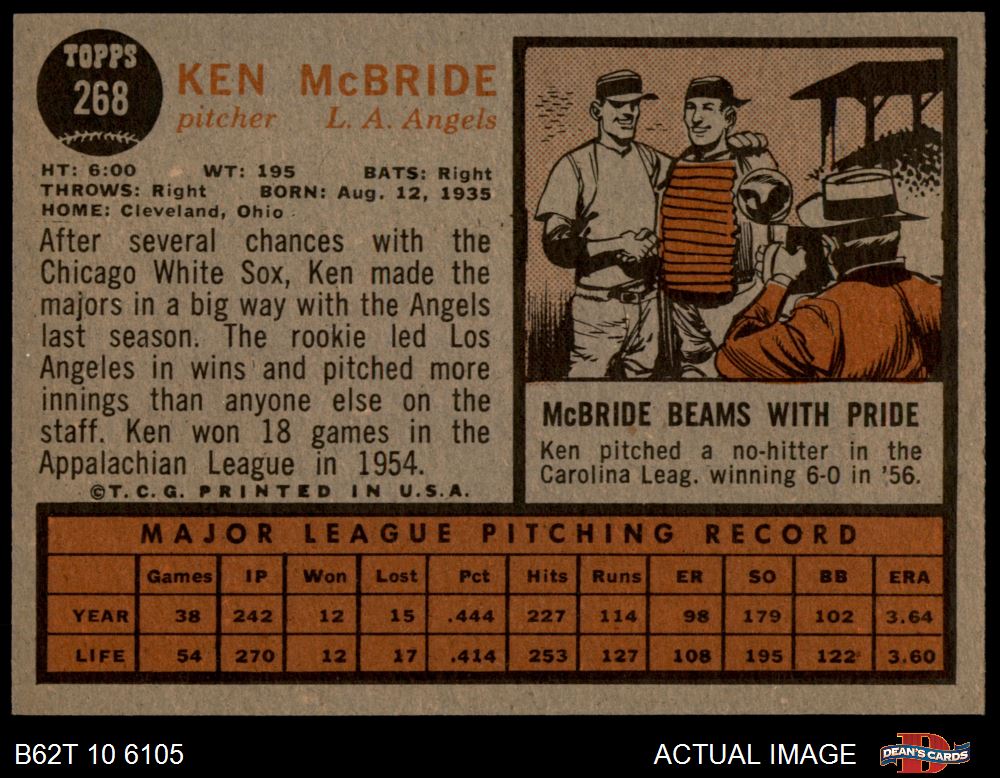 TOPPS
268
KEN McBRIDE
pitcher L. A. Angels
HT: 6:00 WT: 195 BATS: Right
THROWS: Right BORN: Aug. 12, 1935
HOME: Cleveland, Ohio
After several chances with the
Chicago White Sox, Ken made the
majors in a big way with the Angels
last season. The rookie led Los
Angeles in wins and pitched more
innings than anyone else on the
staff. Ken won 18 games in the
Appalachian League in 1954.
©T.C.G. PRINTED IN U.S.A.
McBRIDE BEAMS WITH PRIDE
Ken pitched a no-hitter in the
Carolina Leag. winning 6-0 in '56.
MAJOR LEAGUE PITCHING RECORD
Games IP Won Lost Pct Hits Runs ER SO BB ERA
YEAR 38 242 12 15 .444 227 114 98 179 102 3.64
LIFE 54 270 12 17 .414 253 127 108 195 122 3.60
B62T 10 6105 ACTUAL IMAGE DEAN'S CARDS